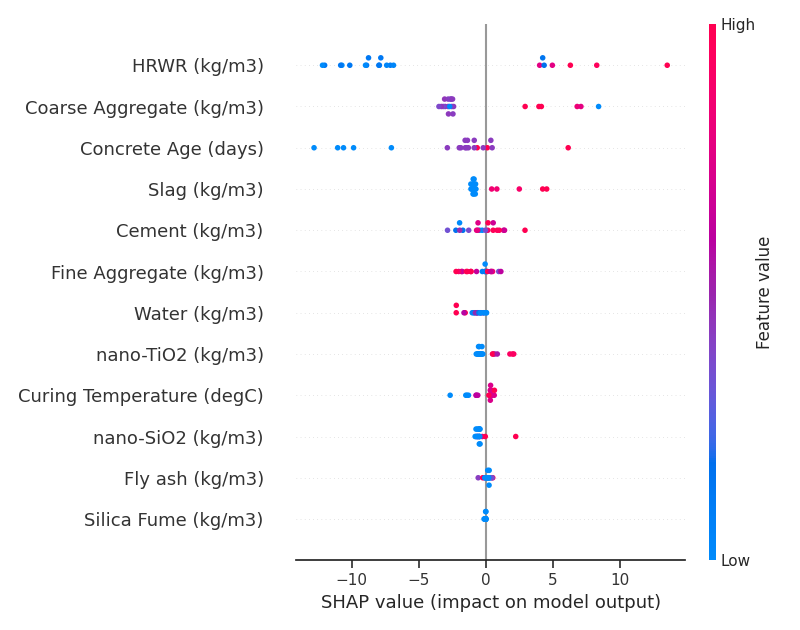 High
HRWR (kg/m3)
Coarse Aggregate (kg/m3)
Concrete Age (days)
Slag (kg/m3)
Cement (kg/m3)
Fine Aggregate (kg/m3)
Water (kg/m3)
nano-TiO2 (kg/m3)
Curing Temperature (degC)
nano-SiO2 (kg/m3)
Fly ash (kg/m3)
Silica Fume (kg/m3)
Feature value
Low
−10 −5 0 5 10
SHAP value (impact on model output)